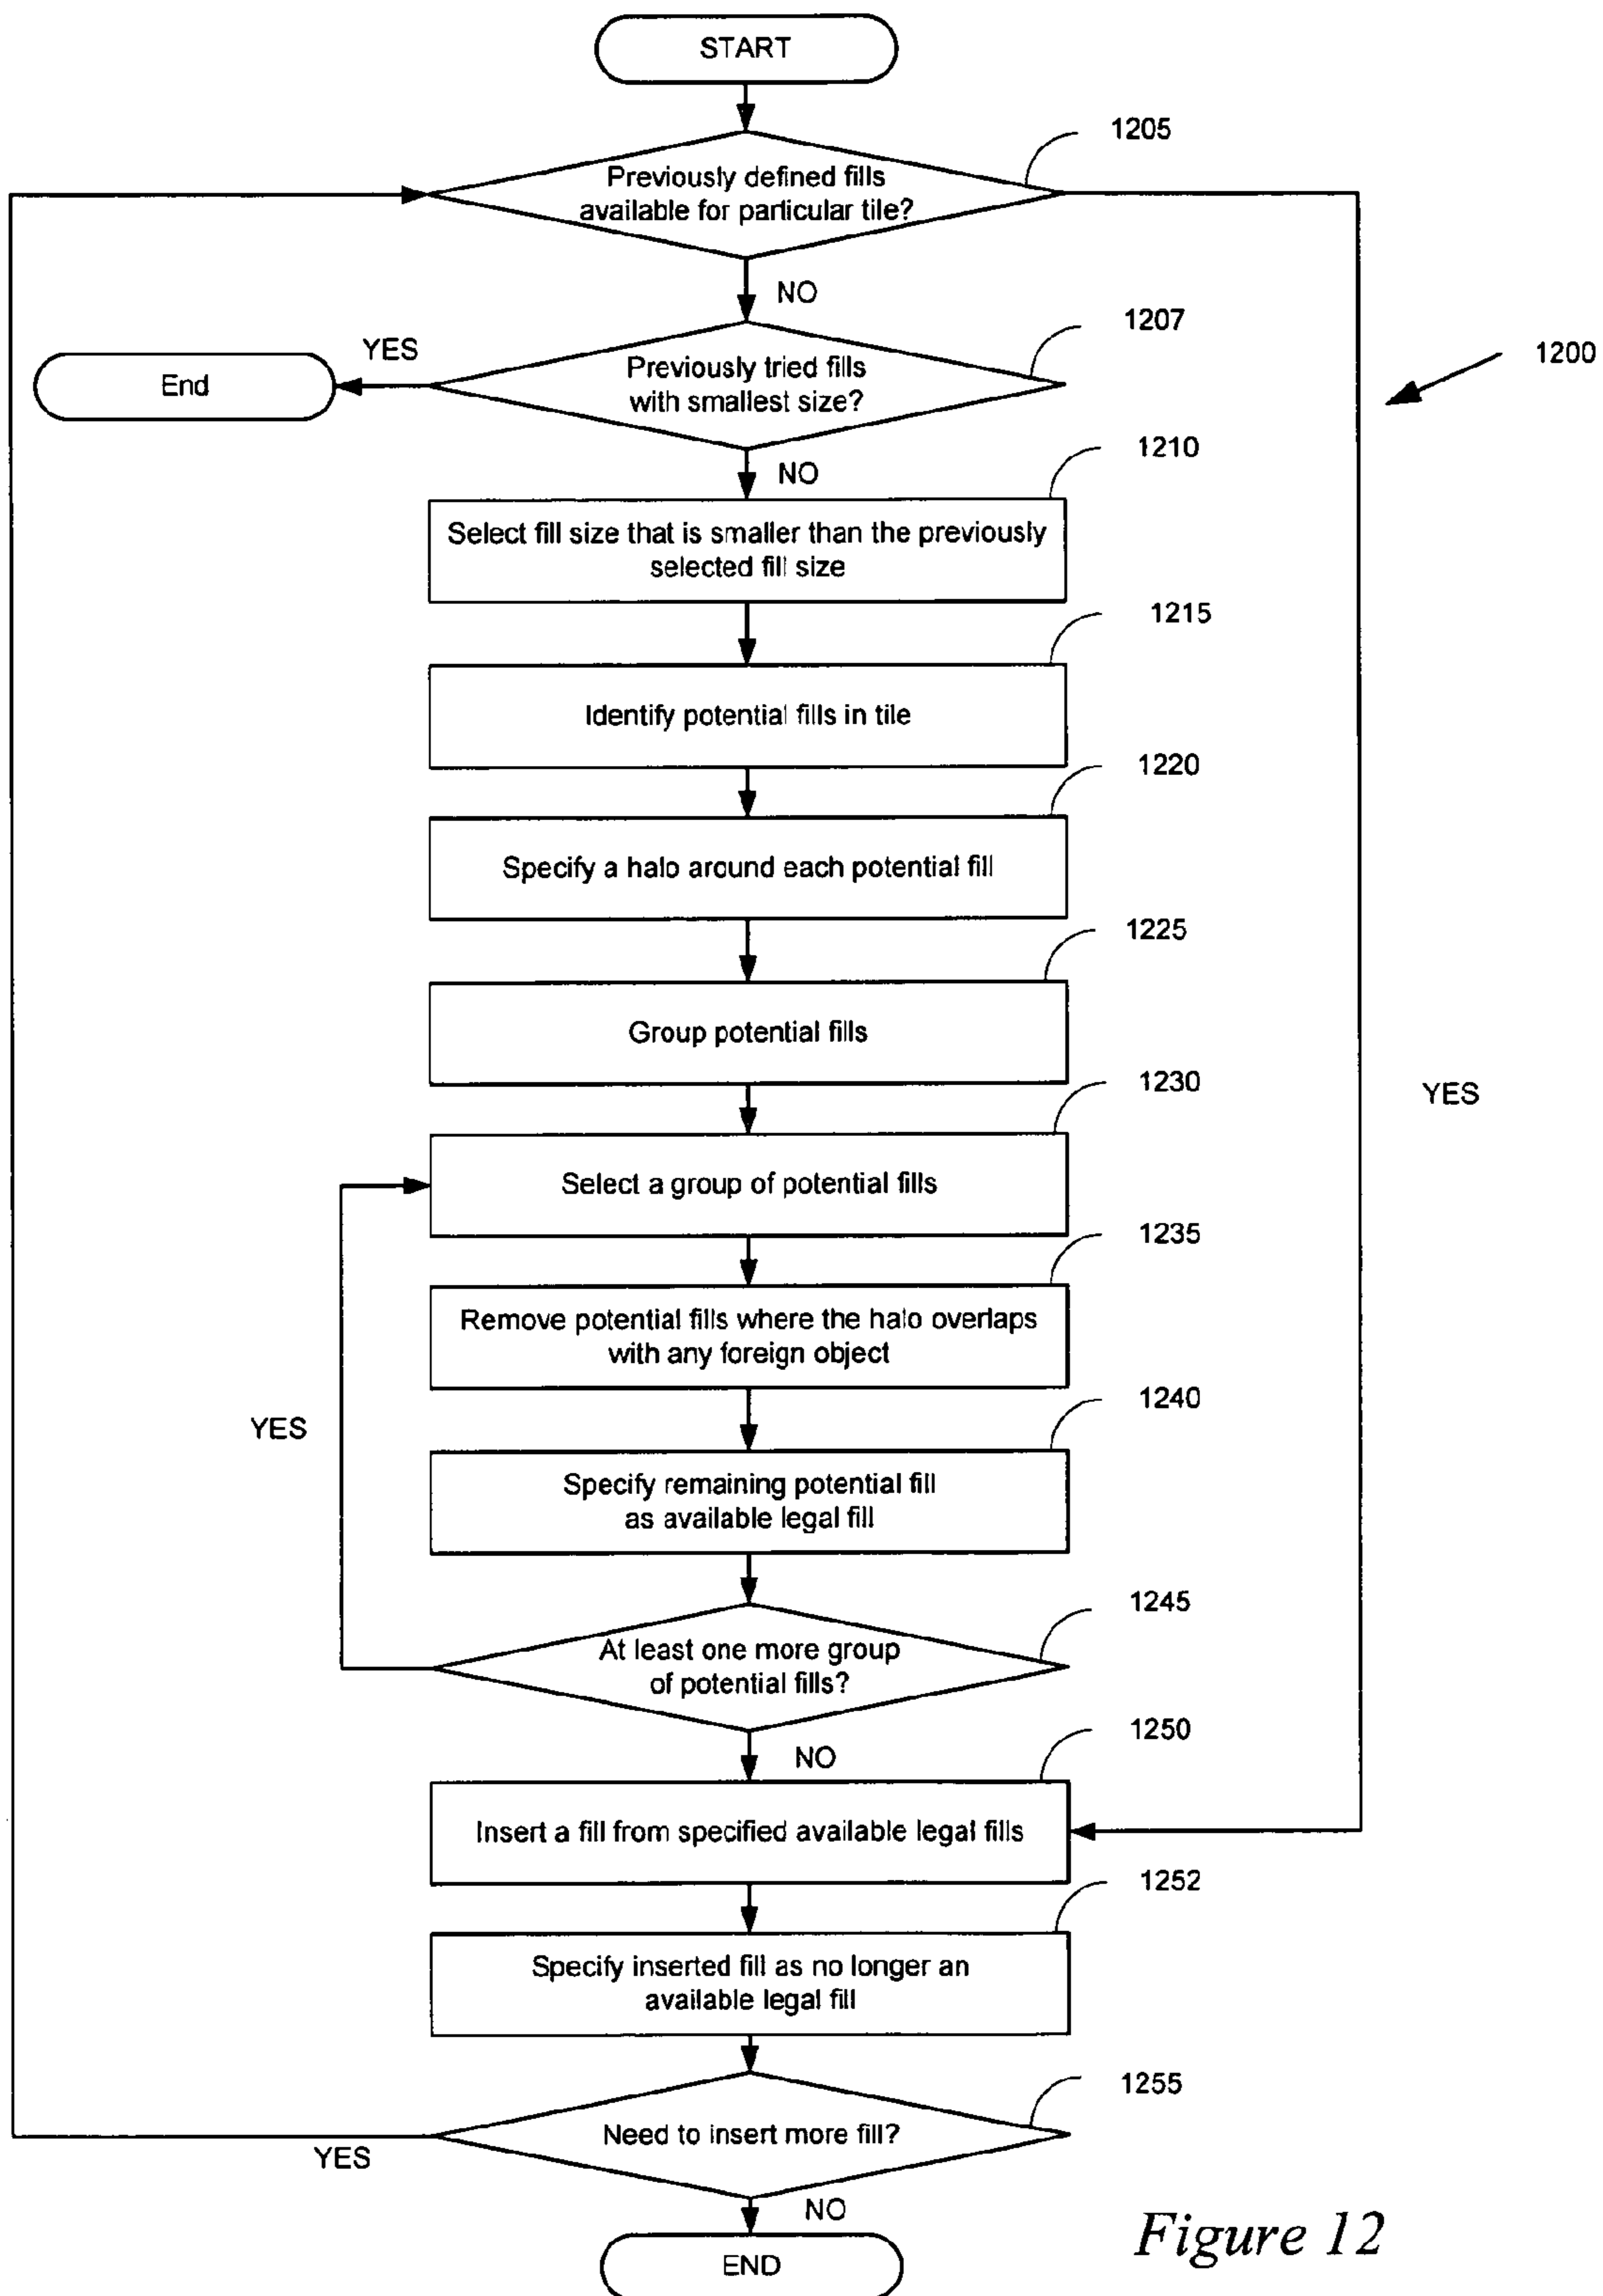 START
1205
Previously defined fills
available for particular tile?
NO
1207
YES
End
Previously tried fills
with smallest size?
1200
NO
1210
Select fill size that is smaller than the previously
selected fill size
1215
Identify potential fills in tile
1220
Specify a halo around each potential fill
1225
Group potential fills
1230
YES
Select a group of potential fills
1235
Remove potential fills where the halo overlaps
with any foreign object
1240
YES
Specify remaining potential fill
as available legal fill
1245
At least one more group
of potential fills?
1250
NO
Insert a fill from specified available legal fills
1252
Specify inserted fill as no longer an
available legal fill
1255
Need to insert more fill?
YES
NO
END
Figure 12